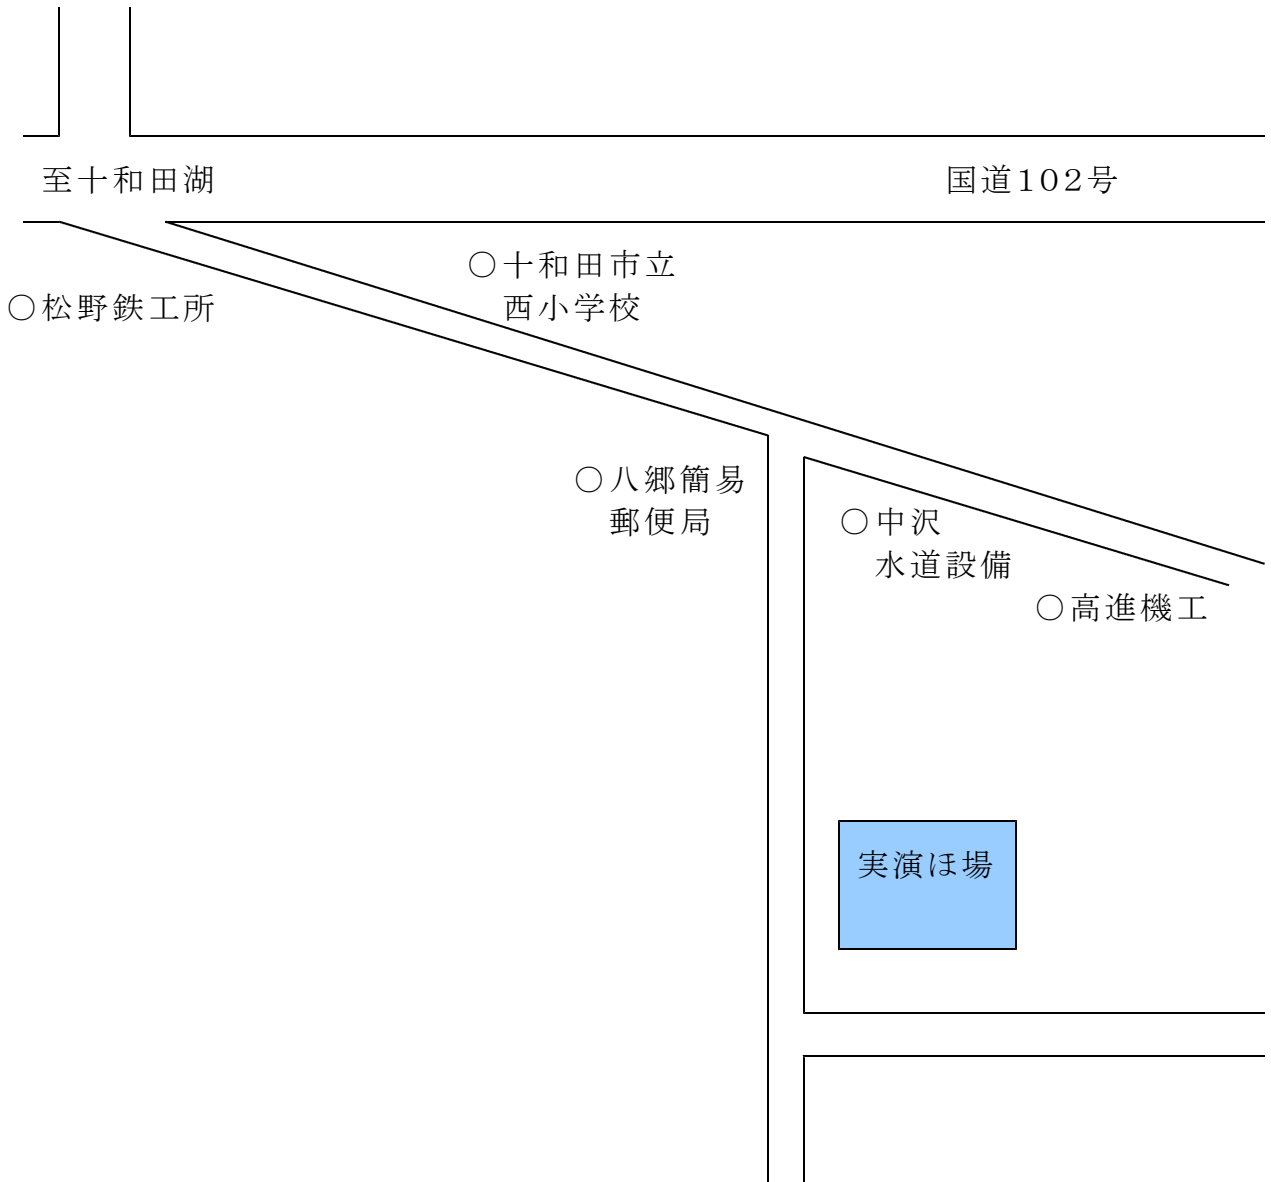 至十和田湖
国道102号
○十和田市立
西小学校
○松野鉄工所
○八郷簡易
郵便局
○中沢
水道設備
○高進機工
実演ほ場